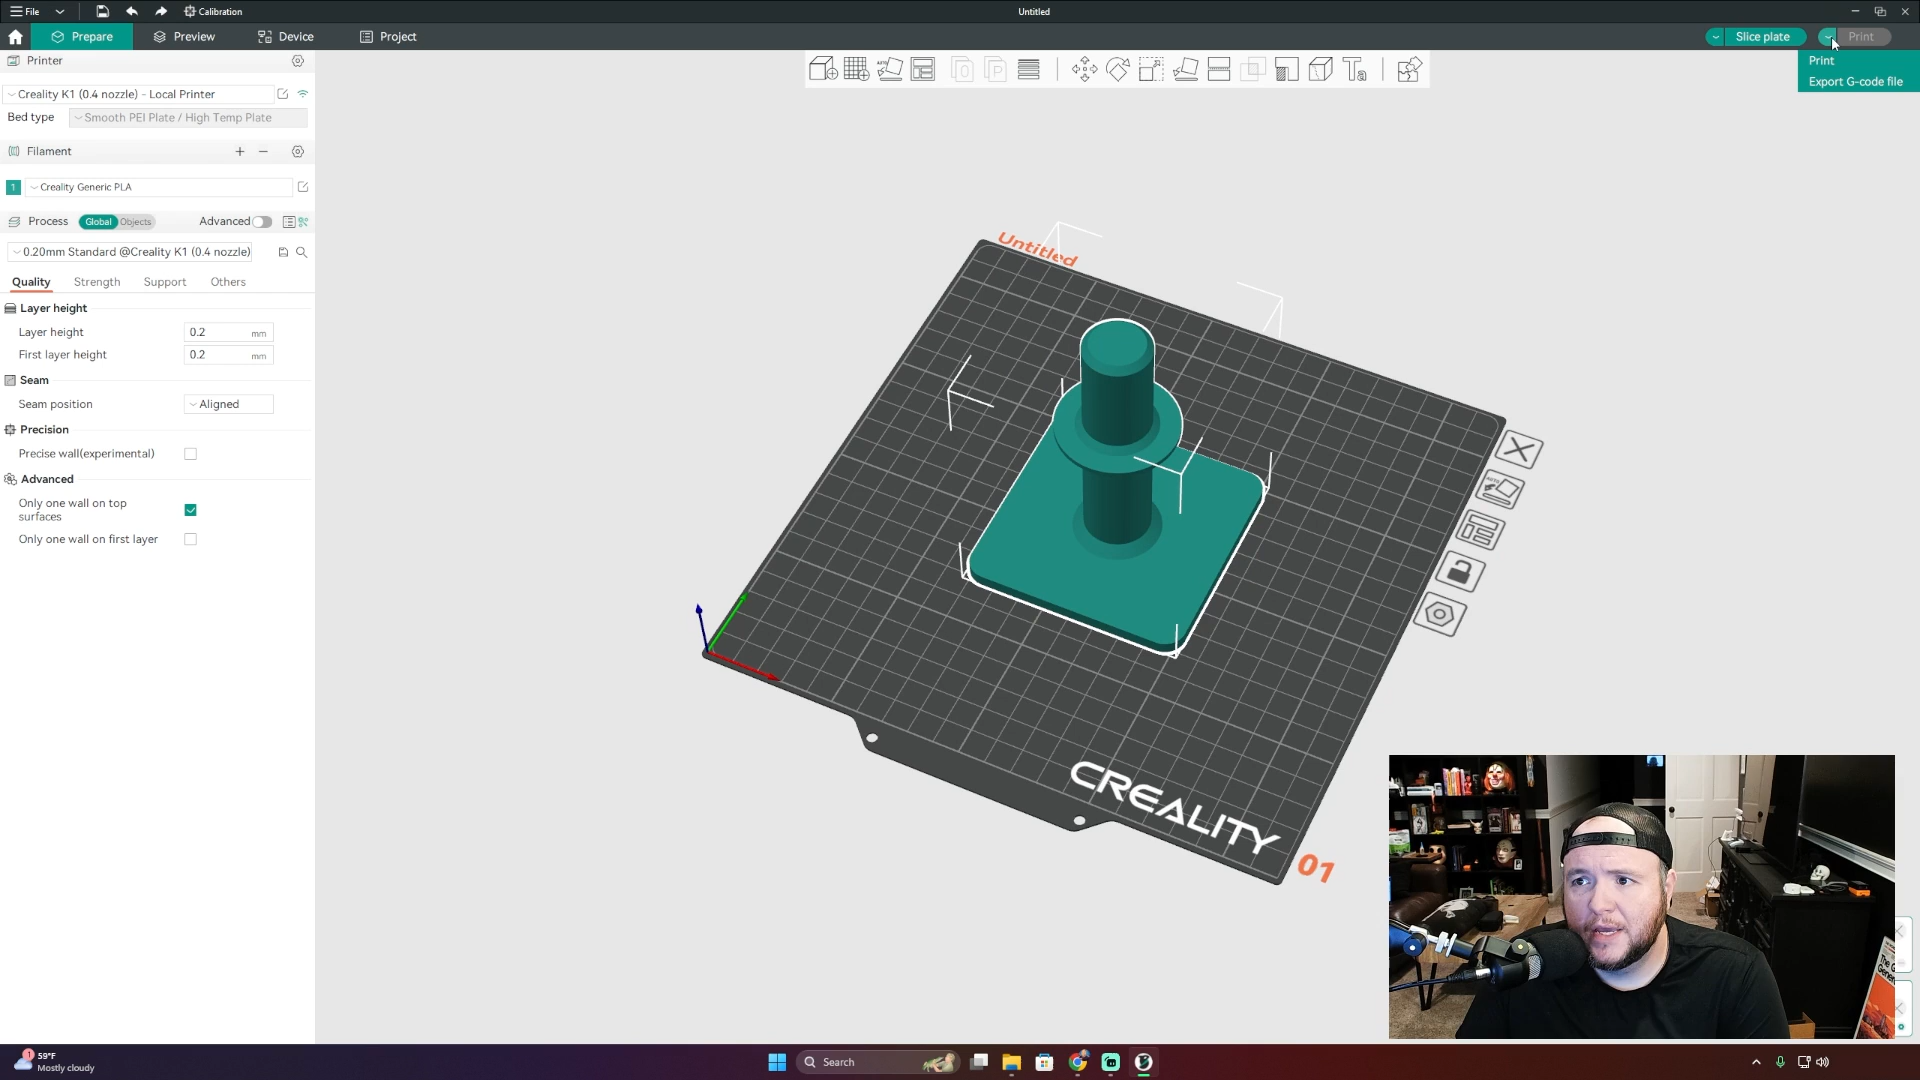 File
Calibration
Untitled
Prepare
Preview
Device
Project
Slice plate
Print
Print
Export G-code file
Printer
Creality K1 (0.4 nozzle) - Local Printer
Bed type
Smooth PEI Plate / High Temp Plate
Filament
1
Creality Generic PLA
Process
Global
Objects
Advanced
0.20mm Standard @Creality K1 (0.4 nozzle)
Quality
Strength
Support
Others
Layer height
Layer height
0.2
mm
First layer height
0.2
mm
Seam
Seam position
Aligned
Precision
Precise wall(experimental)
Advanced
Only one wall on top
surfaces
Only one wall on first layer
Untitled
AUTO
CREALITY
01
1
59°F
Mostly cloudy
Search